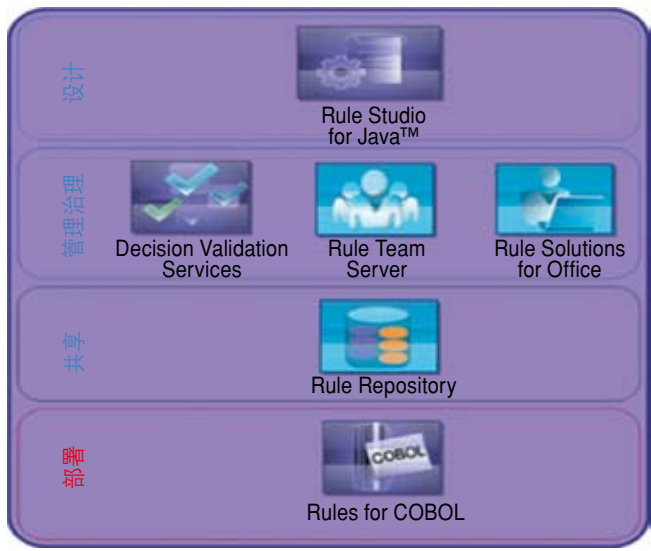 设计
Rule Studio
for Java™
管理治理
Decision Validation
Services
Rule Team
Server
Rule Solutions
for Office
共享
Rule Repository
部署
COBOL
Rules for COBOL